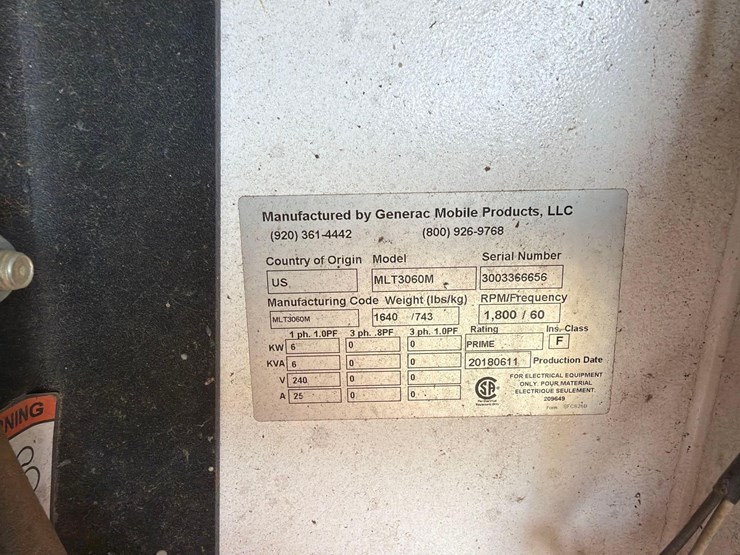 Manufactured by Generac Mobile Products, LLC
(920) 361-4442 (800) 926-9768
Country of Origin Model Serial Number
US MLT3060M 3003366656
Manufacturing Code Weight (lbs/kg) RPM/Frequency
MLT3060M 1640 /743 1,800 / 60
1 ph. 1.0PF 3 ph. .8PF 3 ph. 1.0PF Rating Ins. Class
KW 6 0 0 PRIME F
KVA 6 0 0 20180611 Production Date
V 240
A 25 0 0
FOR ELECTRICAL EQUIPMENT
ONLY. POUR MATERIAL
ELECTRIQUE SEULEMENT.
209649
NING